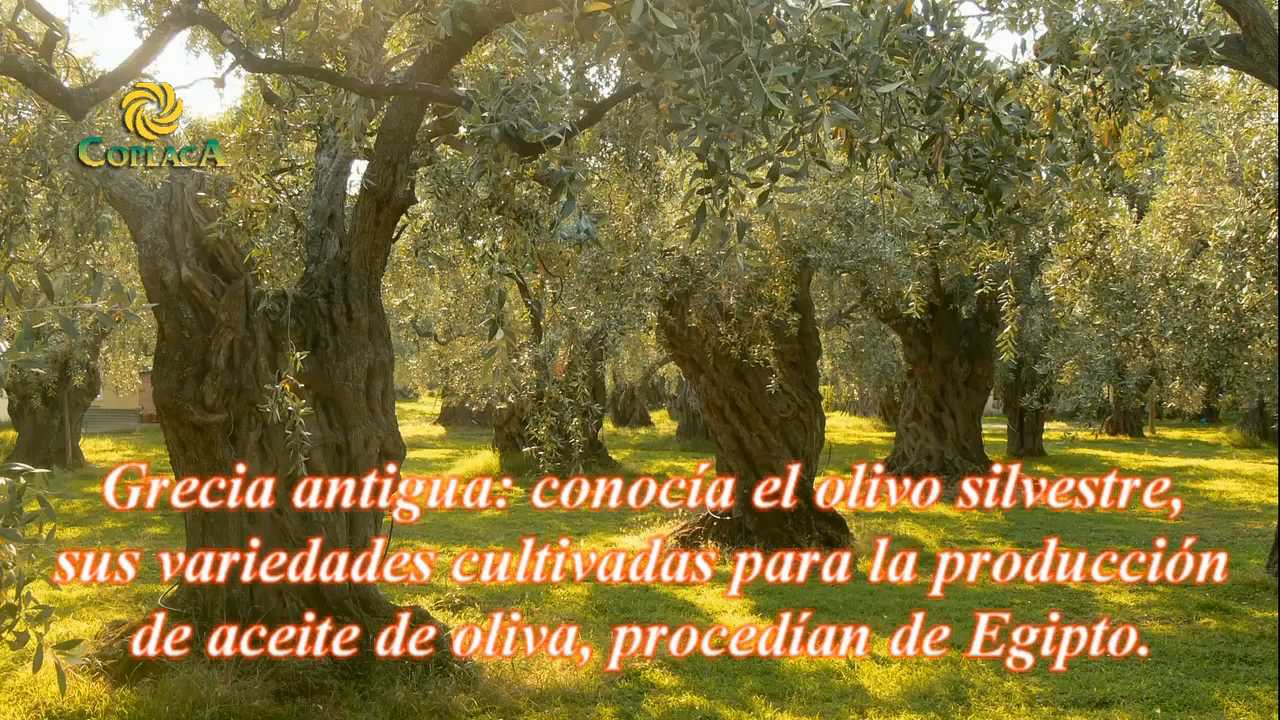 COPLACA
Grecia antigua: conocía el olivo silvestre,
sus variedades cultivadas para la producción
de aceite de oliva, procedían de Egipto.